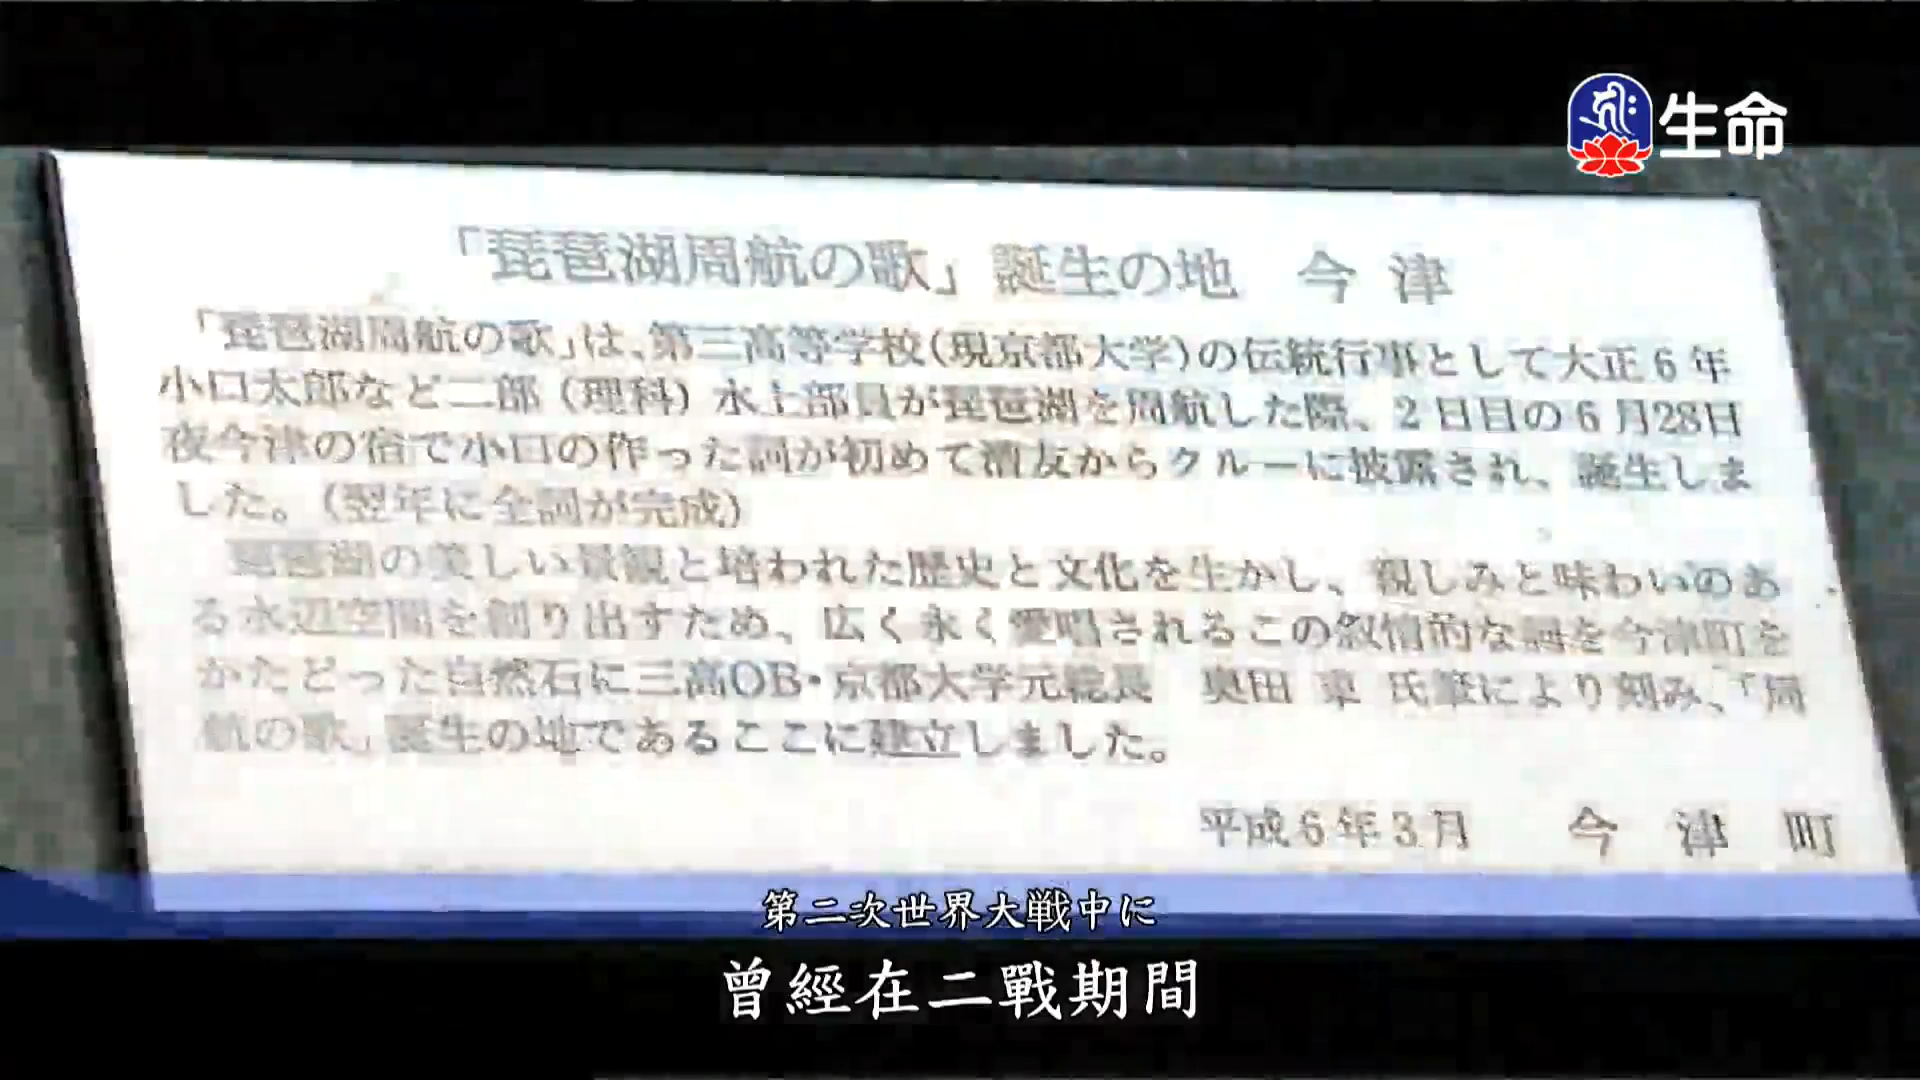 生命
「琵琶湖周航の歌」誕生の地 今津
「琵琶湖周航の歌」は、第三高等学校(現京都大学)の伝統行事として大正6年
小口太郎など二部(理科)水上部員が琵琶湖を周航した際、2日目の6月28日
夜今津の宿で小口の作った詞が初めて漕友からクルーに披露され、誕生しま
した。(翌年に全詞が完成)
琵琶湖の美しい景観と培われた歴史と文化を生かし、親しみと味わいのあ
る水辺空間を創り出すため、広く永く愛唱されるこの叙情的な詞を今津町を
かたどった自然石に三高OB・京都大学元総長 奥田 東 氏筆により刻み、「周
航の歌」誕生の地であるここに建立しました。
平成6年3月 今津町
第二次世界大戦中に
曾經在二戰期間